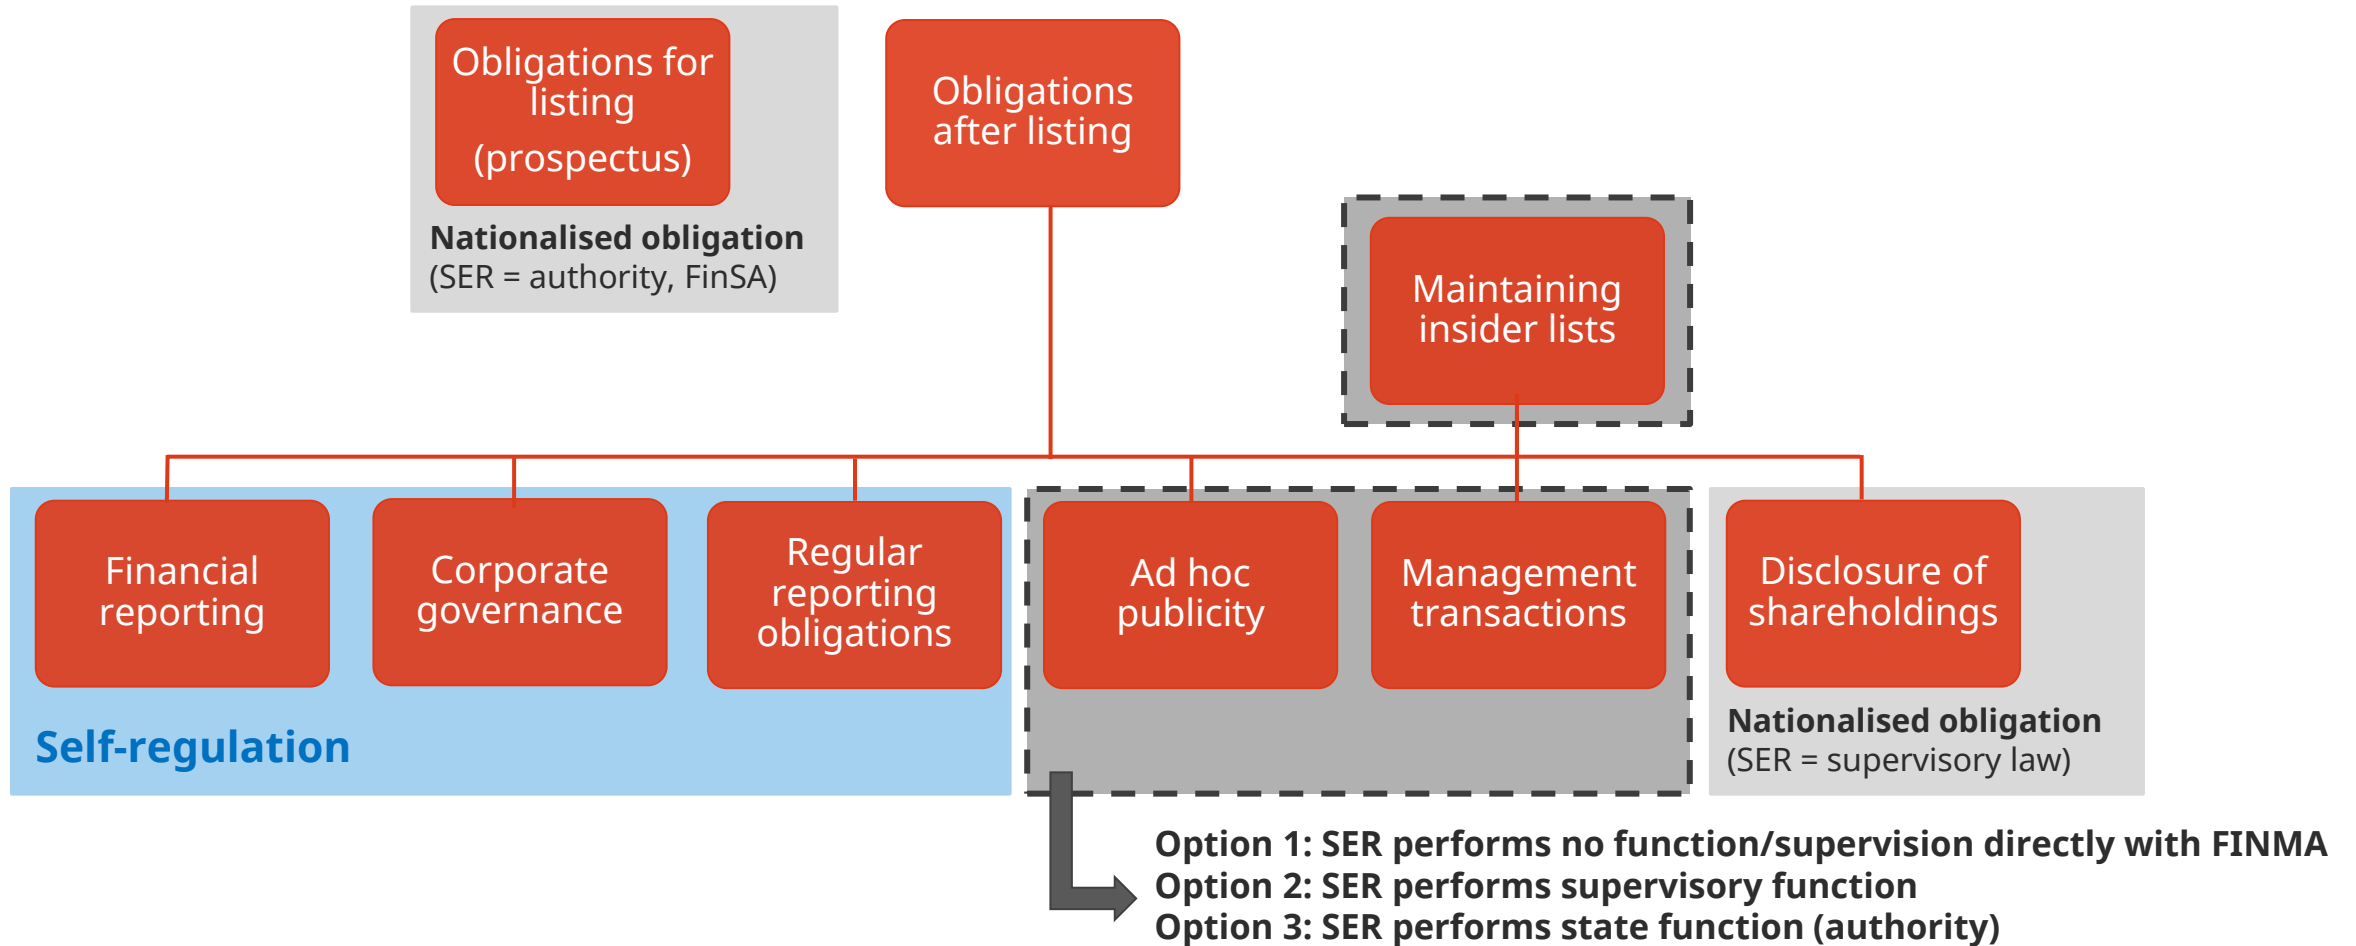 Obligations for
listing
(prospectus)
Nationalised obligation
(SER = authority, FinSA)
Obligations
after listing
Maintaining
insider lists
Financial
reporting
Corporate
governance
Regular
reporting
obligations
Self-regulation
Ad hoc
publicity
Management
transactions
Disclosure of
shareholdings
Nationalised obligation
(SER = supervisory law)
Option 1: SER performs no function/supervision directly with FINMA
Option 2: SER performs supervisory function
Option 3: SER performs state function (authority)